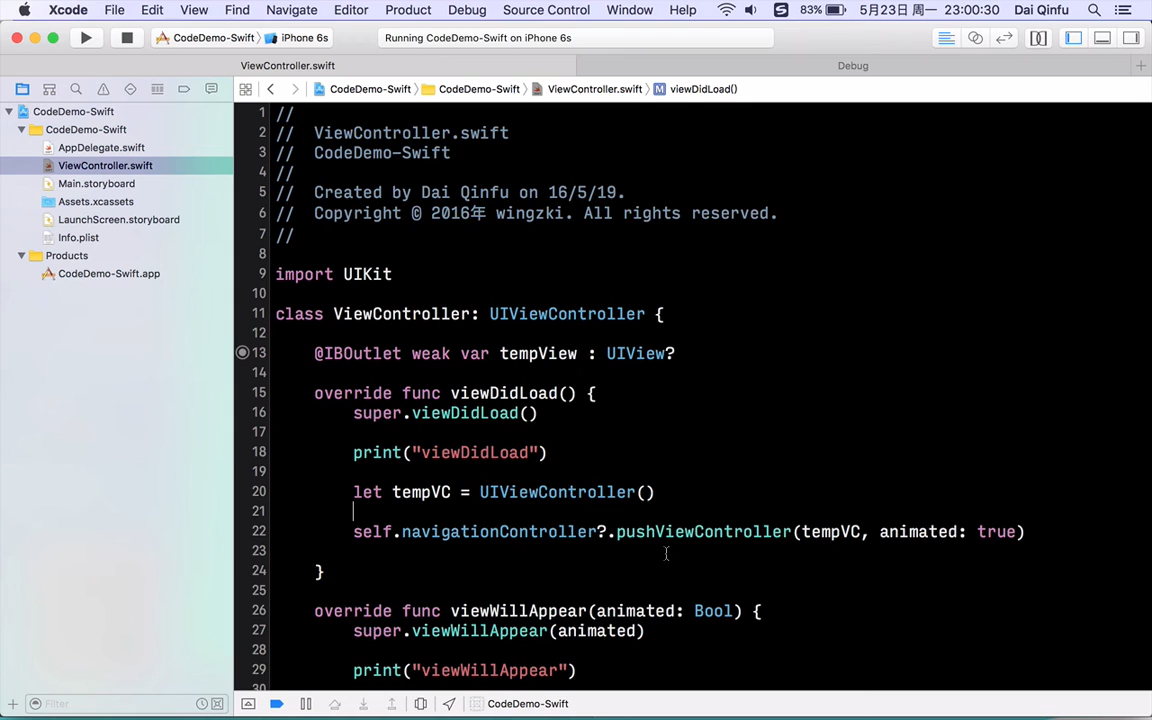 Xcode File Edit View Find Navigate Editor Product Debug Source Control Window Help 83% 5月23日 周一 23:00:30 Dai Qinfu
CodeDemo-Swift iPhone 6s Running CodeDemo-Swift on iPhone 6s
ViewController.swift Debug
CodeDemo-Swift CodeDemo-Swift ViewController.swift M viewDidLoad()
CodeDemo-Swift
CodeDemo-Swift
AppDelegate.swift
ViewController.swift
Main.storyboard
Assets.xcassets
LaunchScreen.storyboard
Info.plist
Products
CodeDemo-Swift.app
1 //
2 // ViewController.swift
3 // CodeDemo-Swift
4 //
5 // Created by Dai Qinfu on 16/5/19.
6 // Copyright © 2016年 wingzki. All rights reserved.
7 //
8
9 import UIKit
10
11 class ViewController: UIViewController {
12
13 @IBOutlet weak var tempView : UIView?
14
15 override func viewDidLoad() {
16 super.viewDidLoad()
17
18 print("viewDidLoad")
19
20 let tempVC = UIViewController()
21
22 self.navigationController?.pushViewController(tempVC, animated: true)
23
24 }
25
26 override func viewWillAppear(animated: Bool) {
27 super.viewWillAppear(animated)
28
29 print("viewWillAppear")
30
Filter CodeDemo-Swift